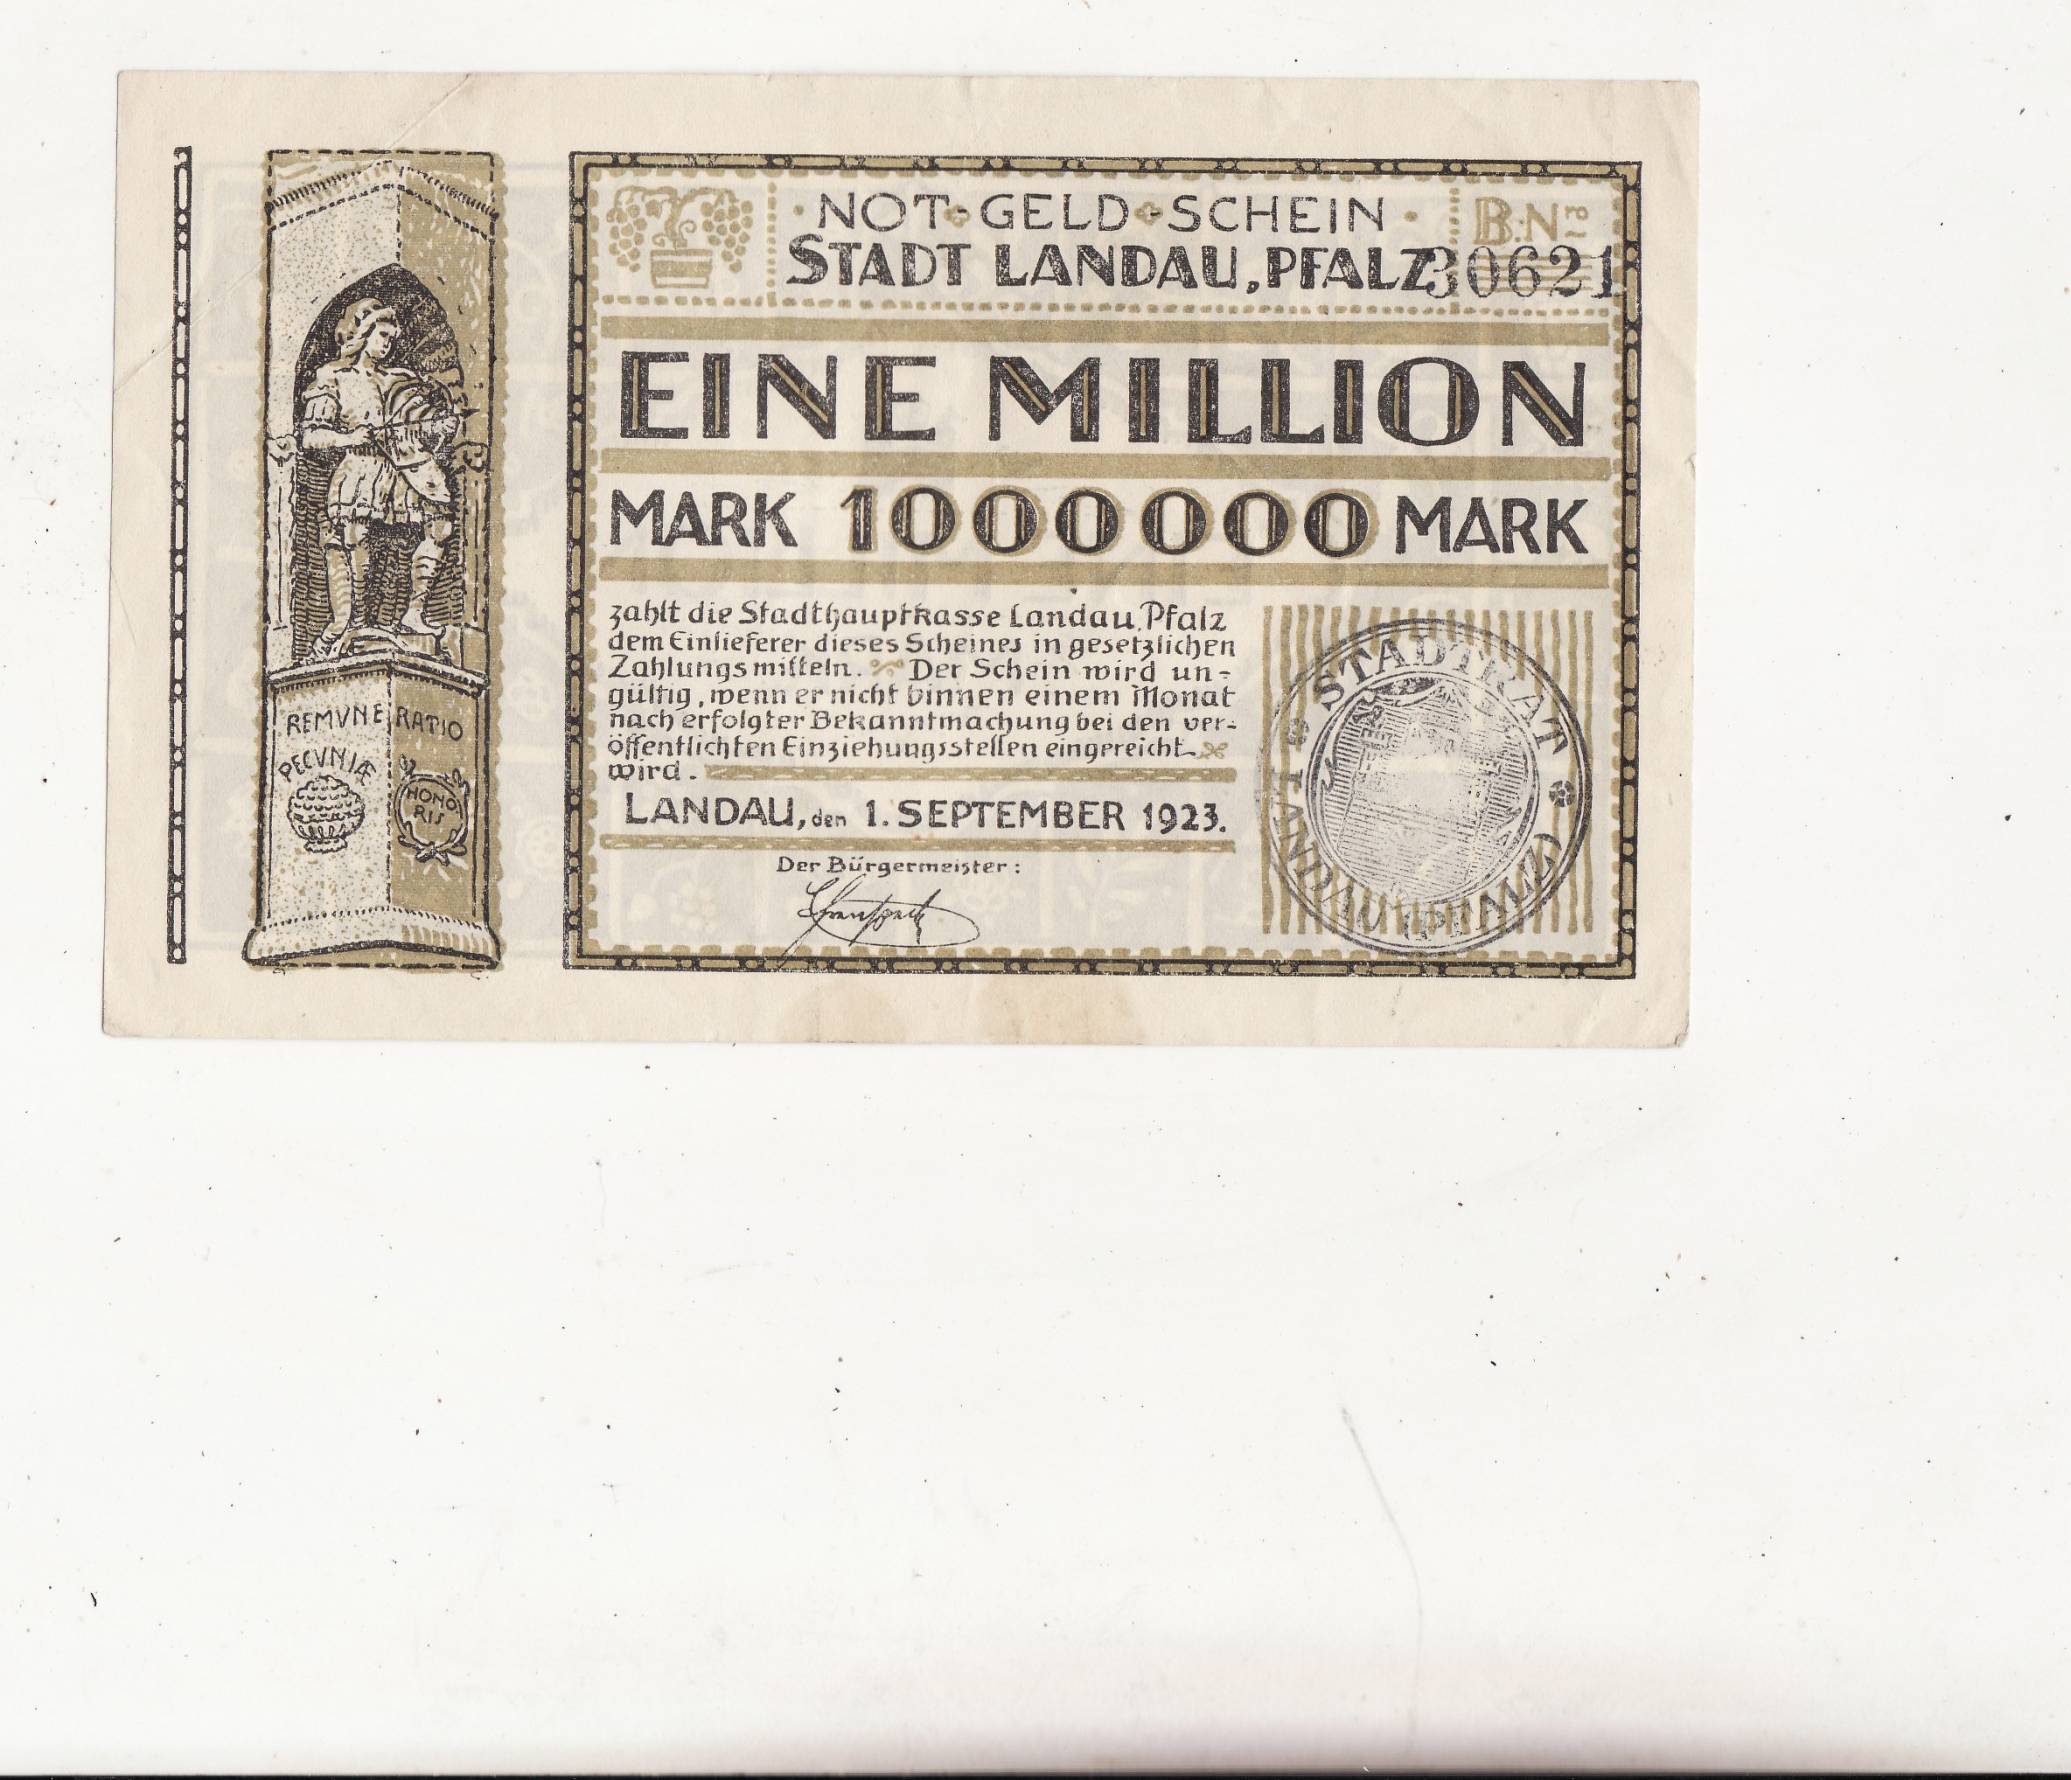 NOT-GELD-SCHEIN
STADT LANDAU, PFALZ
B. Nro
30621
EINE MILLION
MARK 1000000 MARK
zahlt die Stadthauptkasse Landau, Pfalz
dem Einlieferer dieses Scheines in gesetzlichen
Zahlungsmitteln. Der Schein wird un-
gültig, wenn er nicht binnen einem Monat
nach erfolgter Bekanntmachung bei den ver-
öffentlichten Einziehungsstellen eingereicht
wird.
LANDAU, den 1. SEPTEMBER 1923.
Der Bürgermeister:
STADTRAT
LANDAU (PFALZ)
REMVNERATIO
PECVNIÆ
HONO
RIS